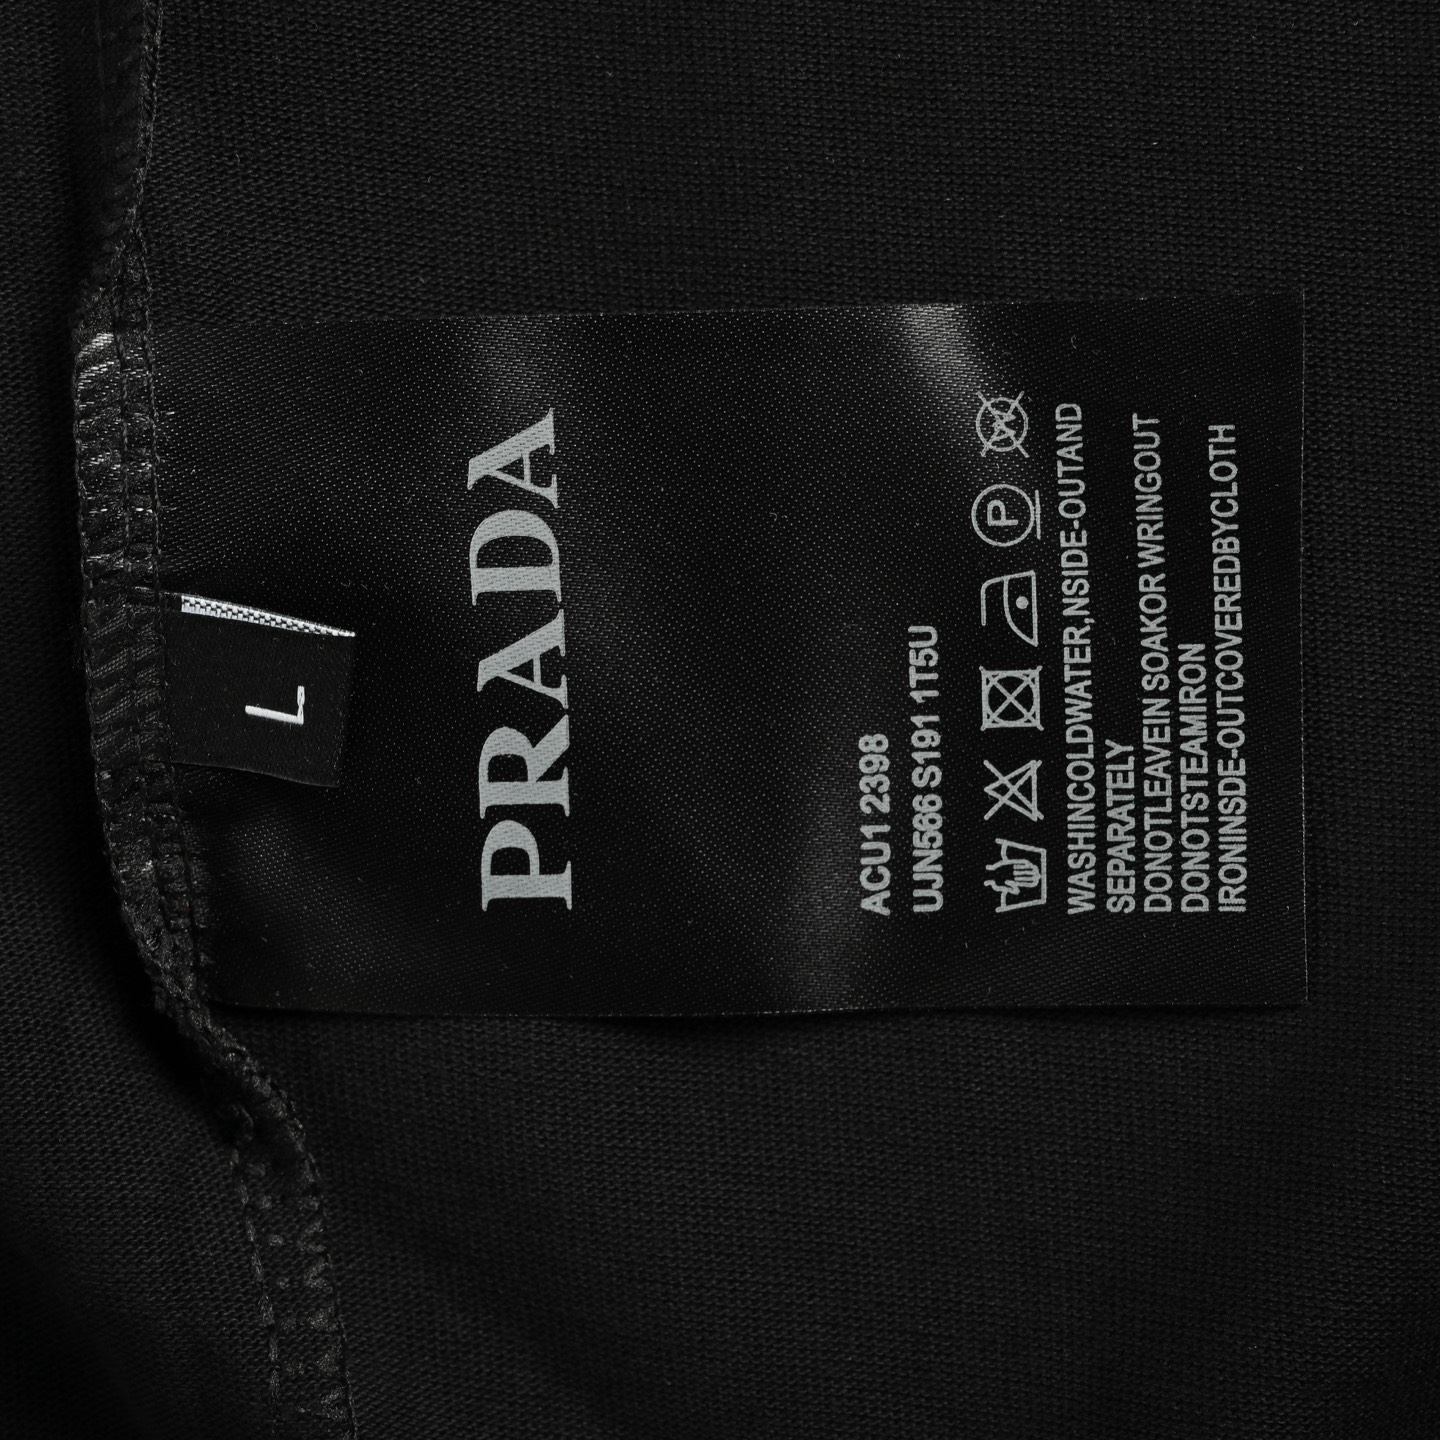 L
PRADA
ACU1 2398
UJN566 S191 1T5U
P
WASHINCOLDWATER,NSIDE-OUTAND
SEPARATELY
DONOTLEAVEIN SOAKOR WRINGOUT
DONOTSTEAMIRON
IRONINSDE-OUTCOVEREDBYCLOTH